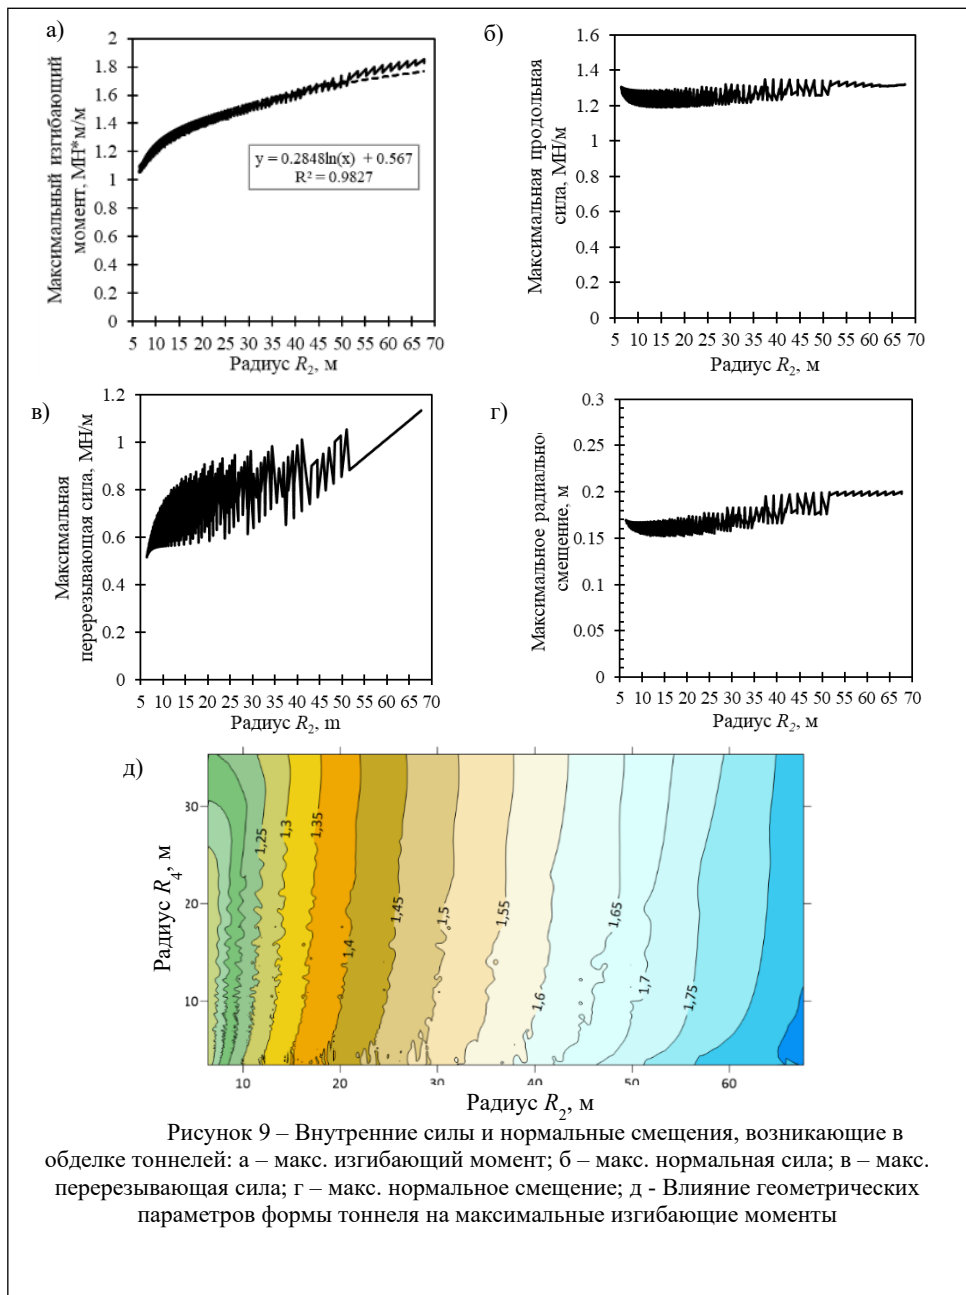 а)
2
1.8
1.6
1.4
1.2
1
0.8
0.6
0.4
0.2
0
Максимальный изгибающий
момент, МН*м/м
y = 0.2848ln(x) + 0.567
R² = 0.9827
5 10 15 20 25 30 35 40 45 50 55 60 65 70
Радиус R₂, м
б)
1.6
1.4
1.2
1
0.8
0.6
0.4
0.2
0
Максимальная продольная
сила, МН/м
5 10 15 20 25 30 35 40 45 50 55 60 65 70
Радиус R₂, м
в)
1.2
1
0.8
0.6
0.4
0.2
0
Максимальная
перерезывающая сила, МН/м
5 10 15 20 25 30 35 40 45 50 55 60 65 70
Радиус R₂, m
г)
0.3
0.25
0.2
0.15
0.1
0.05
0
Максимальное радиально
смещение, м
5 10 15 20 25 30 35 40 45 50 55 60 65 70
Радиус R₂, м
д)
30
20
10
Радиус R₄, м
1,25
1,3
1,35
1,4
1,45
1,5
1,55
1,6
1,65
1,7
1,75
10 20 30 40 50 60
Радиус R₂, м
Рисунок 9 – Внутренние силы и нормальные смещения, возникающие в
обделке тоннелей: а – макс. изгибающий момент; б – макс. нормальная сила; в – макс.
перерезывающая сила; г – макс. нормальное смещение; д - Влияние геометрических
параметров формы тоннеля на максимальные изгибающие моменты